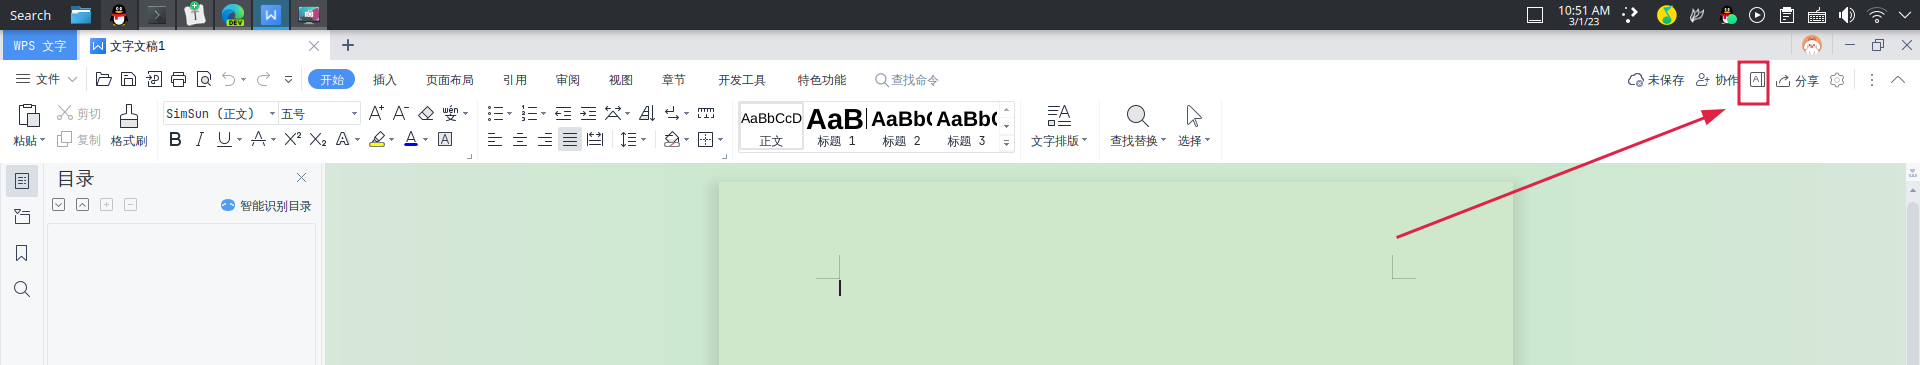 Search
10:51 AM
3/1/23
WPS 文字
文字文稿1
文件
开始
插入
页面布局
引用
审阅
视图
章节
开发工具
特色功能
查找命令
未保存
协作
分享
粘贴
剪切
复制
格式刷
SimSun (正文)
五号
AaBbCcD
正文
AaB
标题 1
AaBb(
标题 2
AaBb(
标题 3
文字排版
查找替换
选择
目录
智能识别目录